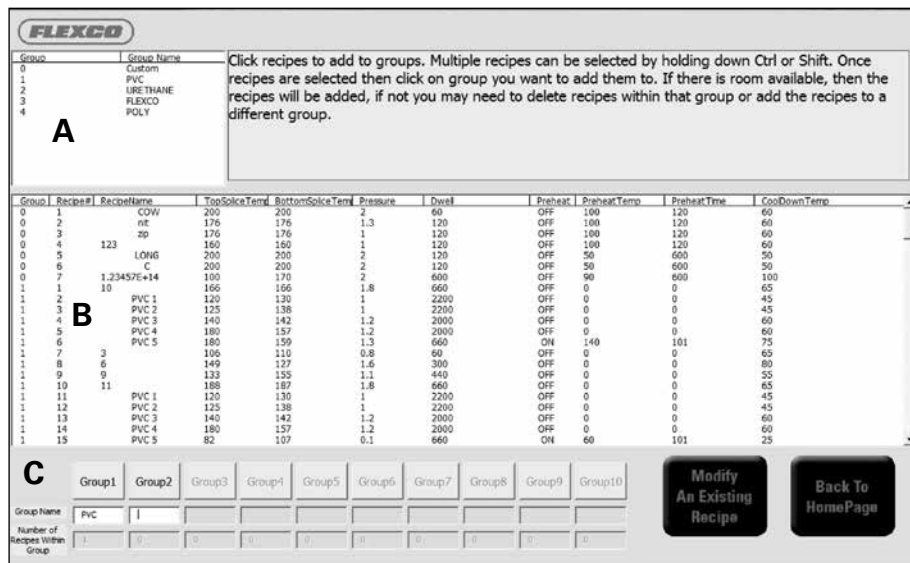 FLEXCO
Group Group Name
0 Custom
1 PVC
2 URETHANE
3 FLEXCO
4 POLY
A
Click recipes to add to groups. Multiple recipes can be selected by holding down Ctrl or Shift. Once
recipes are selected then click on group you want to add them to. If there is room available, then the
recipes will be added, if not you may need to delete recipes within that group or add the recipes to a
different group.
Group Recipe# RecipeName TopSpliceTemp BottomSpliceTem Pressure Dwell Preheat PreheatTemp PreheatTime CoolDownTemp
0 1 COW 200 200 2 60 OFF 100 120 60
0 2 nit 176 176 1.3 120 OFF 100 120 60
0 3 zip 176 176 1 120 OFF 100 120 60
0 4 123 160 160 1 120 OFF 100 120 60
0 5 LONG 200 200 2 120 OFF 50 600 50
0 6 C 200 200 2 120 OFF 50 600 50
0 7 1.23457E+14 100 170 2 600 OFF 90 600 100
1 1 10 166 166 1.8 660 OFF 0 0 65
1 2 PVC 1 120 130 1 2200 OFF 0 0 45
1 3 PVC 2 125 138 1 2200 OFF 0 0 45
1 4 PVC 3 140 142 1.2 2000 OFF 0 0 60
1 5 PVC 4 180 157 1.2 2000 OFF 0 0 60
1 6 PVC 5 180 159 1.3 660 ON 140 101 75
1 7 3 106 110 0.8 60 OFF 0 0 65
1 8 6 149 127 1.6 300 OFF 0 0 80
1 9 9 133 155 1.1 440 OFF 0 0 55
1 10 11 188 187 1.8 660 OFF 0 0 65
1 11 PVC 1 120 130 1 2200 OFF 0 0 45
1 12 PVC 2 125 138 1 2200 OFF 0 0 45
1 13 PVC 3 140 142 1.2 2000 OFF 0 0 60
1 14 PVC 4 180 157 1.2 2000 OFF 0 0 60
1 15 PVC 5 82 107 0.1 660 ON 60 101 25
B
C
Group1 Group2 Group3 Group4 Group5 Group6 Group7 Group8 Group9 Group10
Group Name PVC
Number of
Recipes Within
Group
1 0 0 0 0 0 0 0 0 0
Modify
An Existing
Recipe
Back To
HomePage